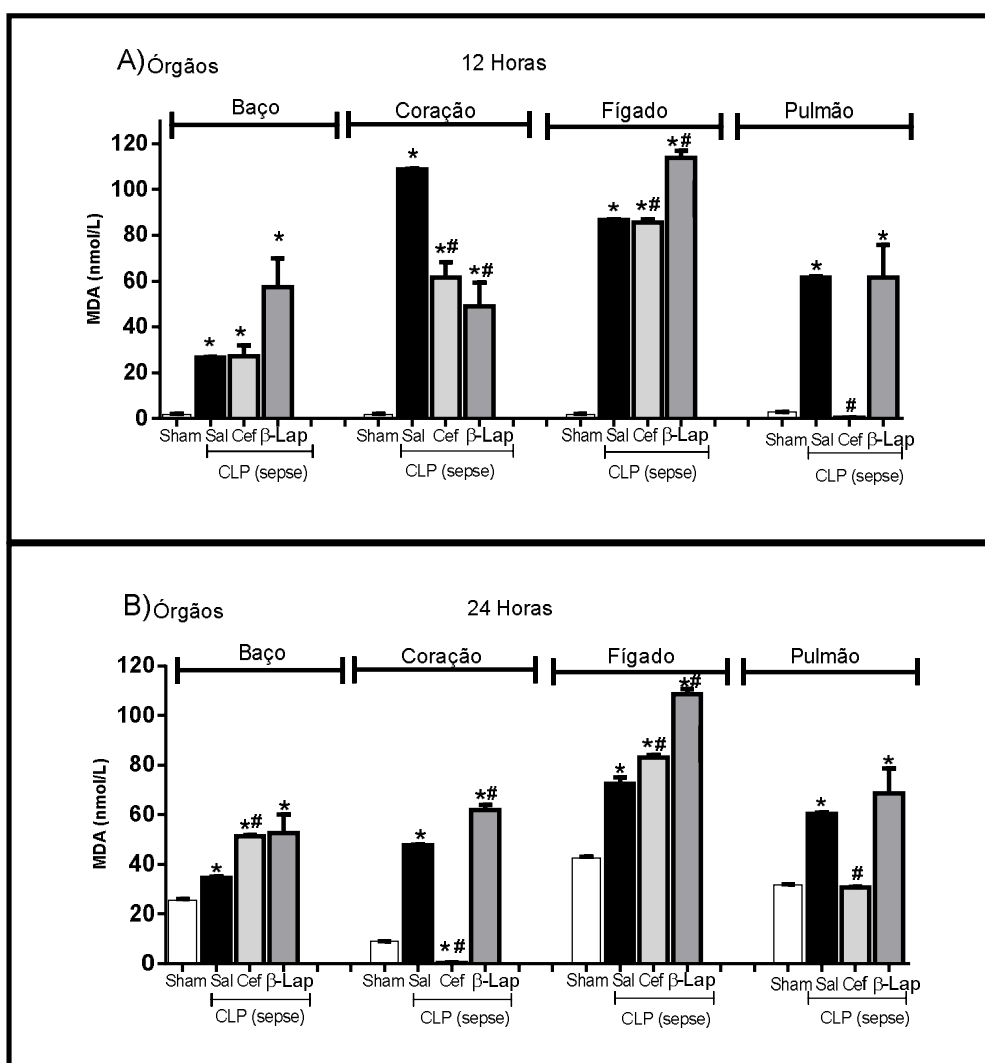 A) Órgãos 12 Horas
Baço Coração Fígado Pulmão
MDA (nmol/L)
120
100
80
60
40
20
0
* * *
* *# *#
* *# *#
* # *
Sham Sal Cef β-Lap Sham Sal Cef β-Lap Sham Sal Cef β-Lap Sham Sal Cef β-Lap
CLP (sepse) CLP (sepse) CLP (sepse) CLP (sepse)
B) Órgãos 24 Horas
Baço Coração Fígado Pulmão
MDA (nmol/L)
120
100
80
60
40
20
0
* *# *
* *# *#
* *# *#
* # *
Sham Sal Cef β-Lap Sham Sal Cef β-Lap Sham Sal Cef β-Lap Sham Sal Cef β-Lap
CLP (sepse) CLP (sepse) CLP (sepse) CLP (sepse)